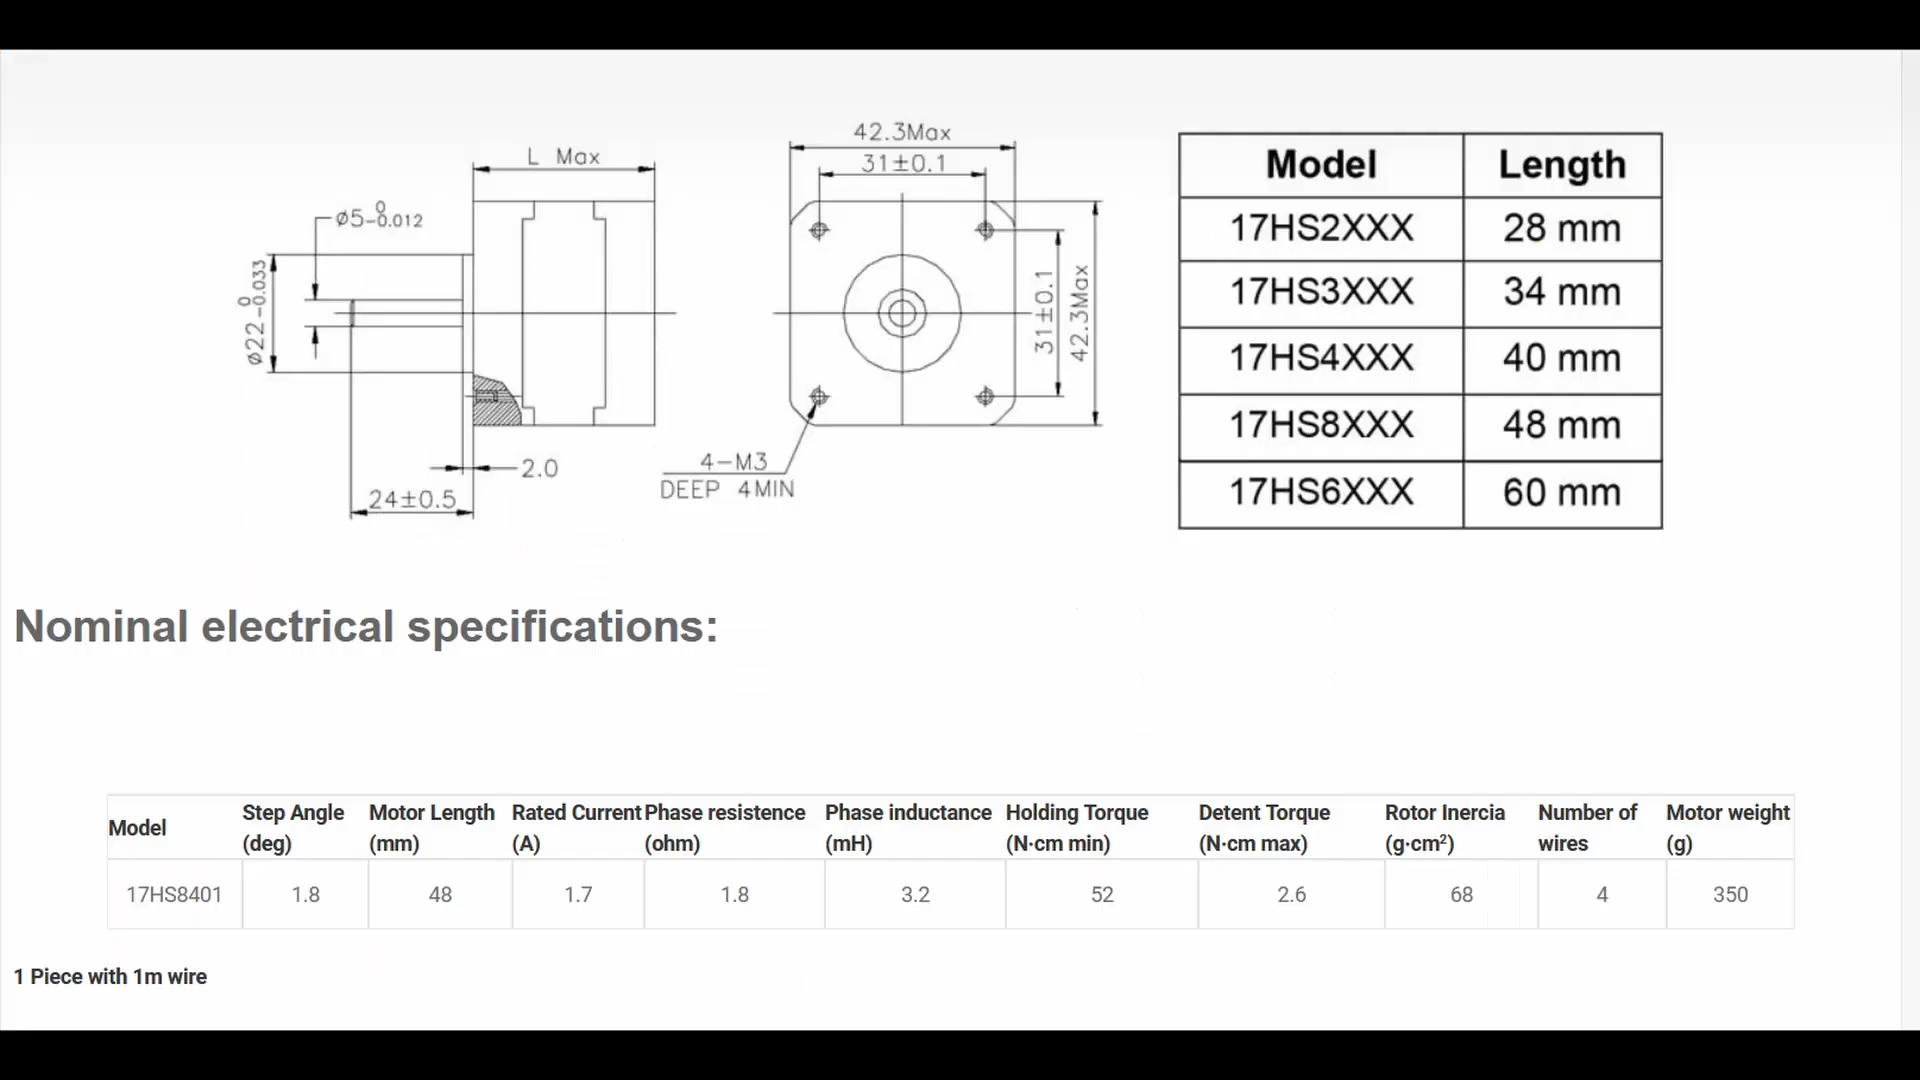 L Max
ø5-0.012
0
ø22-0.033
0
2.0
24±0.5
42.3Max
31±0.1
31±0.1
42.3Max
4-M3
DEEP 4MIN
Model Length
17HS2XXX 28 mm
17HS3XXX 34 mm
17HS4XXX 40 mm
17HS8XXX 48 mm
17HS6XXX 60 mm
Nominal electrical specifications:
Model Step Angle (deg) Motor Length (mm) Rated Current (A) Phase resistence (ohm) Phase inductance (mH) Holding Torque (N·cm min) Detent Torque (N·cm max) Rotor Inercia (g·cm²) Number of wires Motor weight (g)
17HS8401 1.8 48 1.7 1.8 3.2 52 2.6 68 4 350
1 Piece with 1m wire